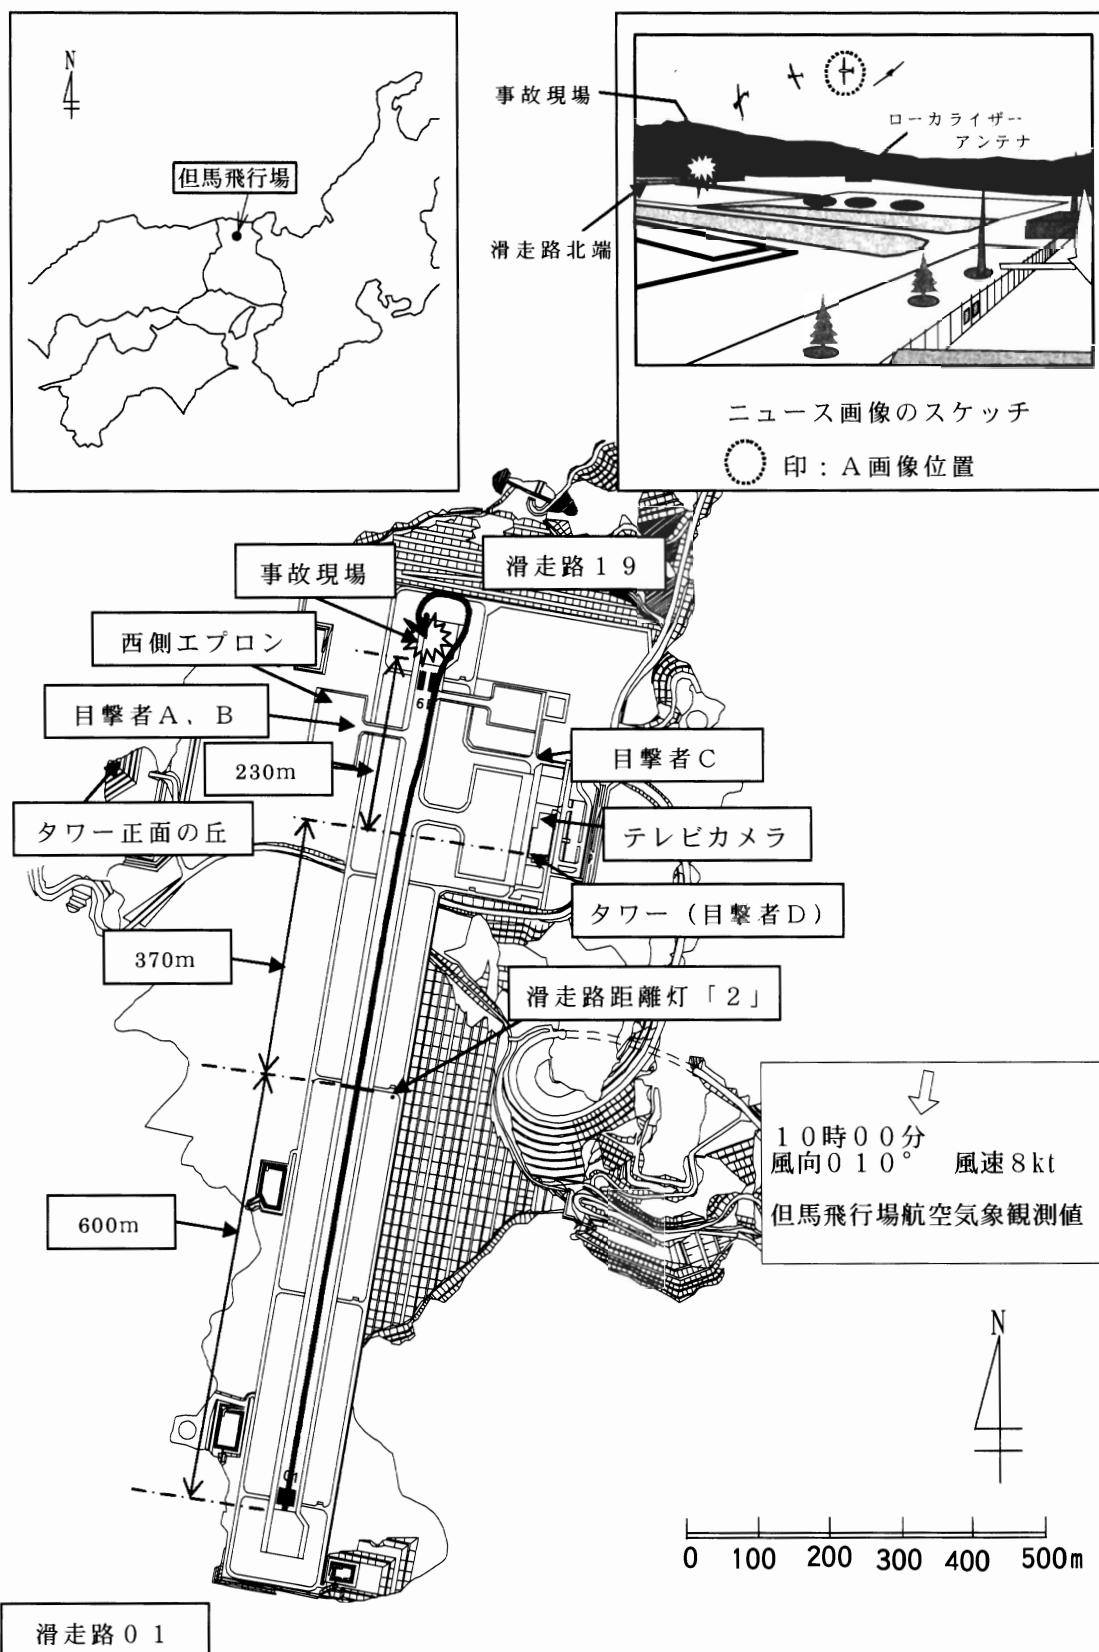 N
但馬飛行場
事故現場
ローカライザー
アンテナ
滑走路北端
ニュース画像のスケッチ
印：A画像位置
事故現場
滑走路19
西側エプロン
目撃者A、B
目撃者C
230m
タワー正面の丘
テレビカメラ
タワー（目撃者D）
370m
滑走路距離灯「2」
10時00分
風向010° 風速8kt
但馬飛行場航空気象観測値
600m
N
01
0 100 200 300 400 500m
滑走路01